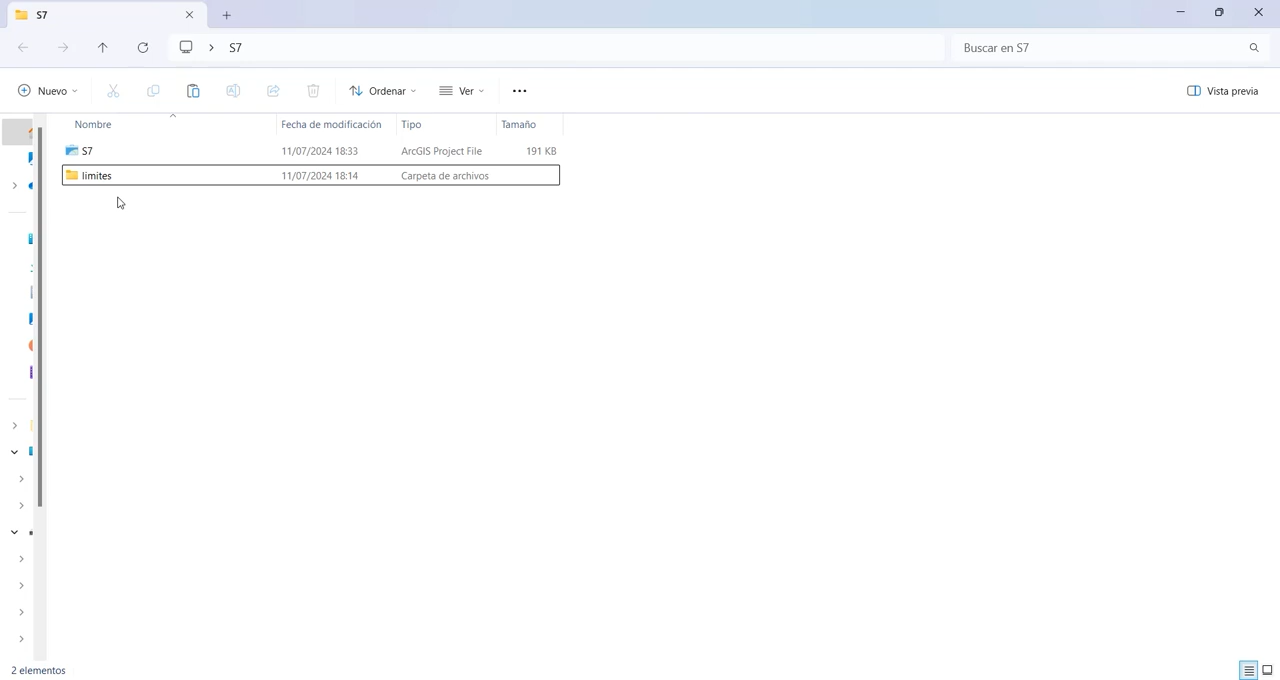 S7
S7
Buscar en S7
Nuevo
Ordenar
Ver
Vista previa
Nombre Fecha de modificación Tipo Tamaño
S7 11/07/2024 18:33 ArcGIS Project File 191 KB
limites 11/07/2024 18:14 Carpeta de archivos
2 elementos